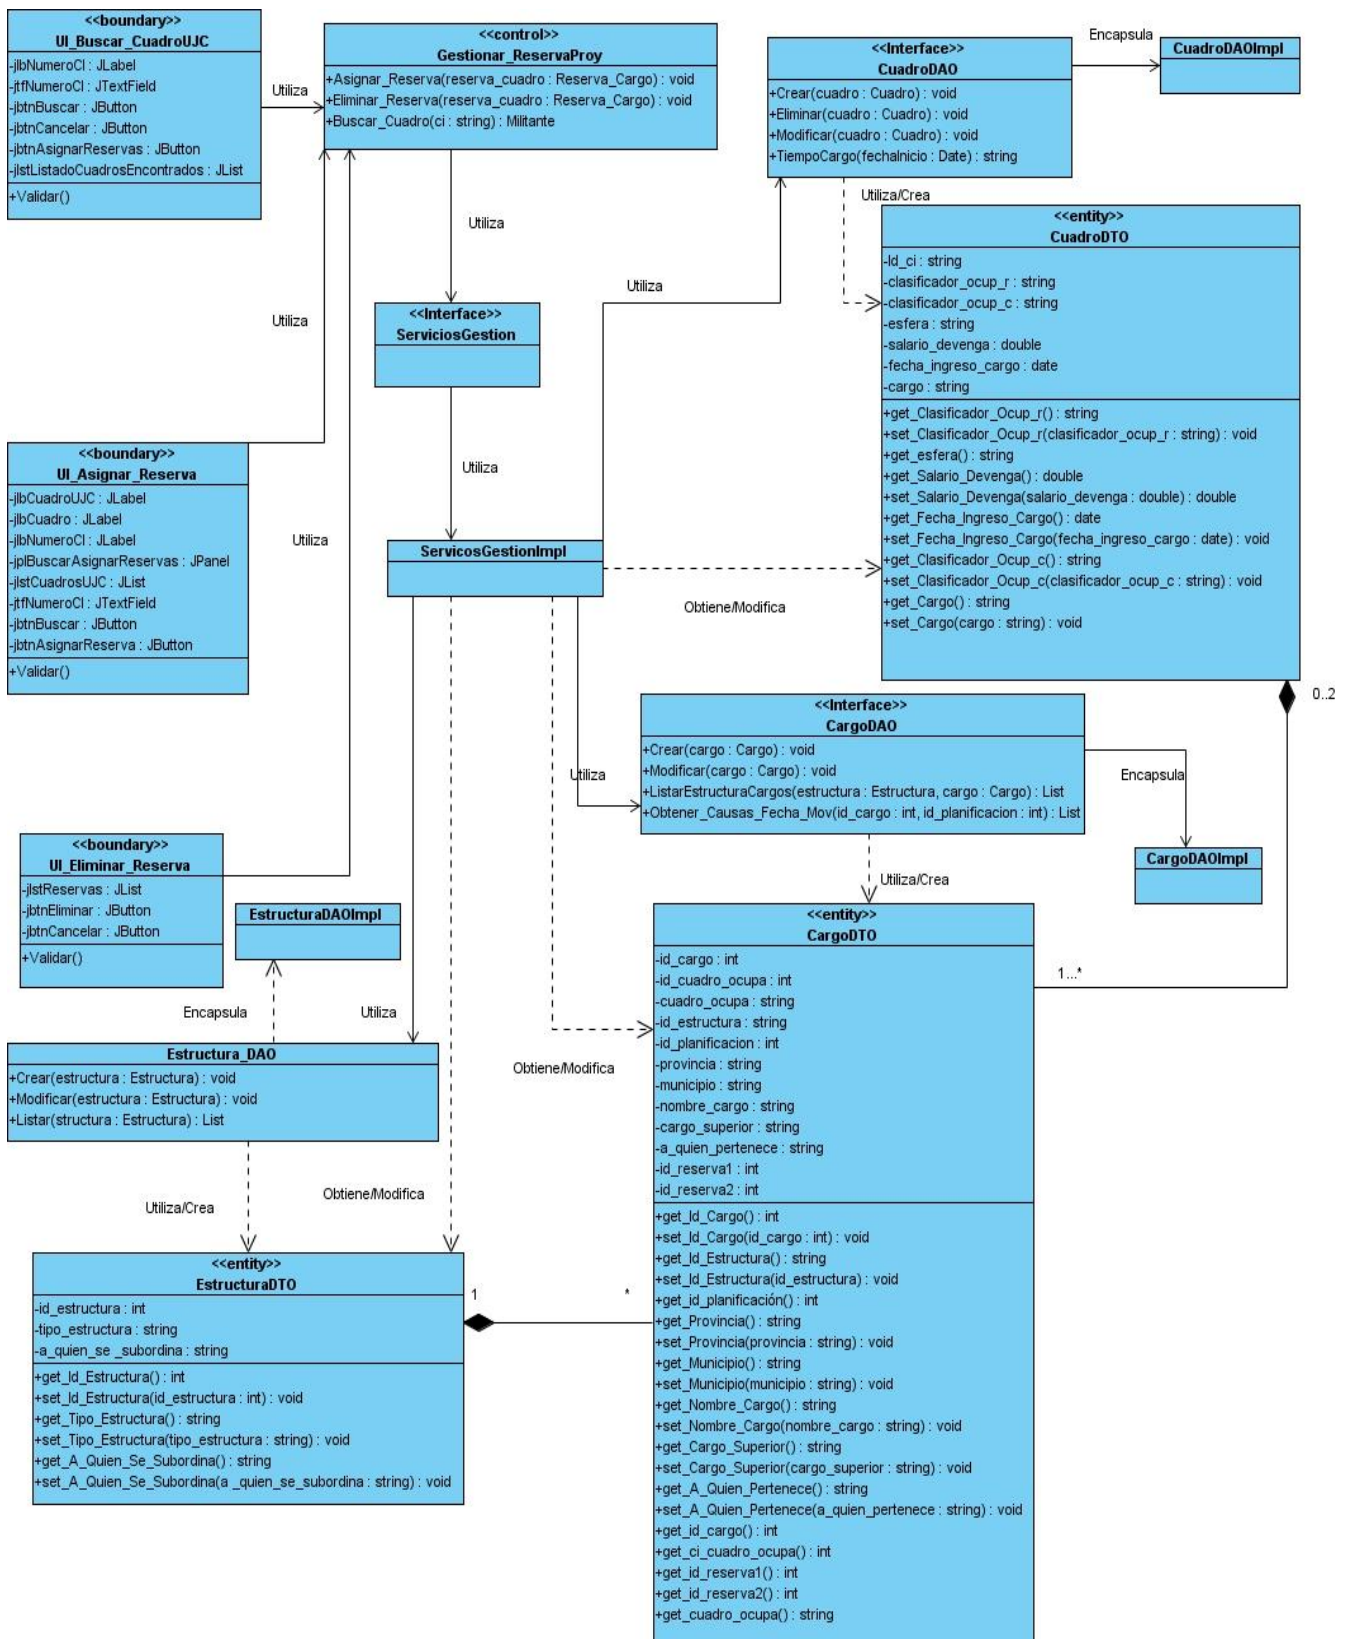 <<boundary>>
UI_Buscar_CuadroUJC
-jlbNumeroCI : JLabel
-jtfNumeroCI : JTextField
-jbtnBuscar : JButton
-jbtnCancelar : JButton
-jbtnAsignarReservas : JButton
-jlstListadoCuadrosEncontrados : JList
+Validar()
Utiliza
<<control>>
Gestionar_ReservaProy
+Asignar_Reserva(reserva_cuadro : Reserva_Cargo) : void
+Eliminar_Reserva(reserva_cuadro : Reserva_Cargo) : void
+Buscar_Cuadro(ci : string) : Militante
<<Interface>>
CuadroDAO
+Crear(cuadro : Cuadro) : void
+Eliminar(cuadro : Cuadro) : void
+Modificar(cuadro : Cuadro) : void
+TiempoCargo(fechaInicio : Date) : string
Encapsula
CuadroDAOImpl
Utiliza/Crea
<<entity>>
CuadroDTO
-Id_ci : string
-clasificador_ocup_r : string
-clasificador_ocup_c : string
-esfera : string
-salario_devenga : double
-fecha_ingreso_cargo : date
-cargo : string
+get_Clasificador_Ocup_r() : string
+set_Clasificador_Ocup_r(clasificador_ocup_r : string) : void
+get_esfera() : string
+get_Salario_Devenga() : double
+set_Salario_Devenga(salario_devenga : double) : double
+get_Fecha_Ingreso_Cargo() : date
+set_Fecha_Ingreso_Cargo(fecha_ingreso_cargo : date) : void
+get_Clasificador_Ocup_c() : string
+set_Clasificador_Ocup_c(clasificador_ocup_c : string) : void
+get_Cargo() : string
+set_Cargo(cargo : string) : void
Utiliza
Utiliza
<<Interface>>
ServiciosGestion
Utiliza
Utiliza
ServicosGestionImpl
<<boundary>>
UI_Asignar_Reserva
-jlbCuadroUJC : JLabel
-jlbCuadro : JLabel
-jlbNumeroCI : JLabel
-jplBuscarAsignarReservas : JPanel
-jlstCuadrosUJC : JList
-jtfNumeroCI : JTextField
-jbtnBuscar : JButton
-jbtnAsignarReserva : JButton
+Validar()
Utiliza
Obtiene/Modifica
0..2
<<Interface>>
CargoDAO
+Crear(cargo : Cargo) : void
+Modificar(cargo : Cargo) : void
+ListarEstructuraCargos(estructura : Estructura, cargo : Cargo) : List
+Obtener_Causas_Fecha_Mov(id_cargo : int, id_planificacion : int) : List
Utiliza
Encapsula
CargoDAOImpl
Utiliza/Crea
<<boundary>>
UI_Eliminar_Reserva
-jlstReservas : JList
-jbtnEliminar : JButton
-jbtnCancelar : JButton
+Validar()
EstructuraDAOImpl
Encapsula
Utiliza
Estructura_DAO
+Crear(estructura : Estructura) : void
+Modificar(estructura : Estructura) : void
+Listar(structura : Estructura) : List
Utiliza/Crea
Obtiene/Modifica
Obtiene/Modifica
<<entity>>
CargoDTO
-id_cargo : int
-id_cuadro_ocupa : int
-cuadro_ocupa : string
-id_estructura : string
-id_planificacion : int
-provincia : string
-municipio : string
-nombre_cargo : string
-cargo_superior : string
-a_quien_pertenece : string
-id_reserva1 : int
-id_reserva2 : int
+get_Id_Cargo() : int
+set_Id_Cargo(id_cargo : int) : void
+get_Id_Estructura() : string
+set_Id_Estructura(id_estructura) : void
+get_id_planificación() : int
+get_Provincia() : string
+set_Provincia(provincia : string) : void
+get_Municipio() : string
+set_Municipio(municipio : string) : void
+get_Nombre_Cargo() : string
+set_Nombre_Cargo(nombre_cargo : string) : void
+get_Cargo_Superior() : string
+set_Cargo_Superior(cargo_superior : string) : void
+get_A_Quien_Pertenece() : string
+set_A_Quien_Pertenece(a_quien_pertenece : string) : void
+get_id_cargo() : int
+get_ci_cuadro_ocupa() : int
+get_id_reserva1() : int
+get_id_reserva2() : int
+get_cuadro_ocupa() : string
1...*
<<entity>>
EstructuraDTO
-id_estructura : int
-tipo_estructura : string
-a_quien_se _subordina : string
+get_Id_Estructura() : int
+set_Id_Estructura(id_estructura : int) : void
+get_Tipo_Estructura() : string
+set_Tipo_Estructura(tipo_estructura : string) : void
+get_A_Quien_Se_Subordina() : string
+set_A_Quien_Se_Subordina(a _quien_se_subordina : string) : void
1
*